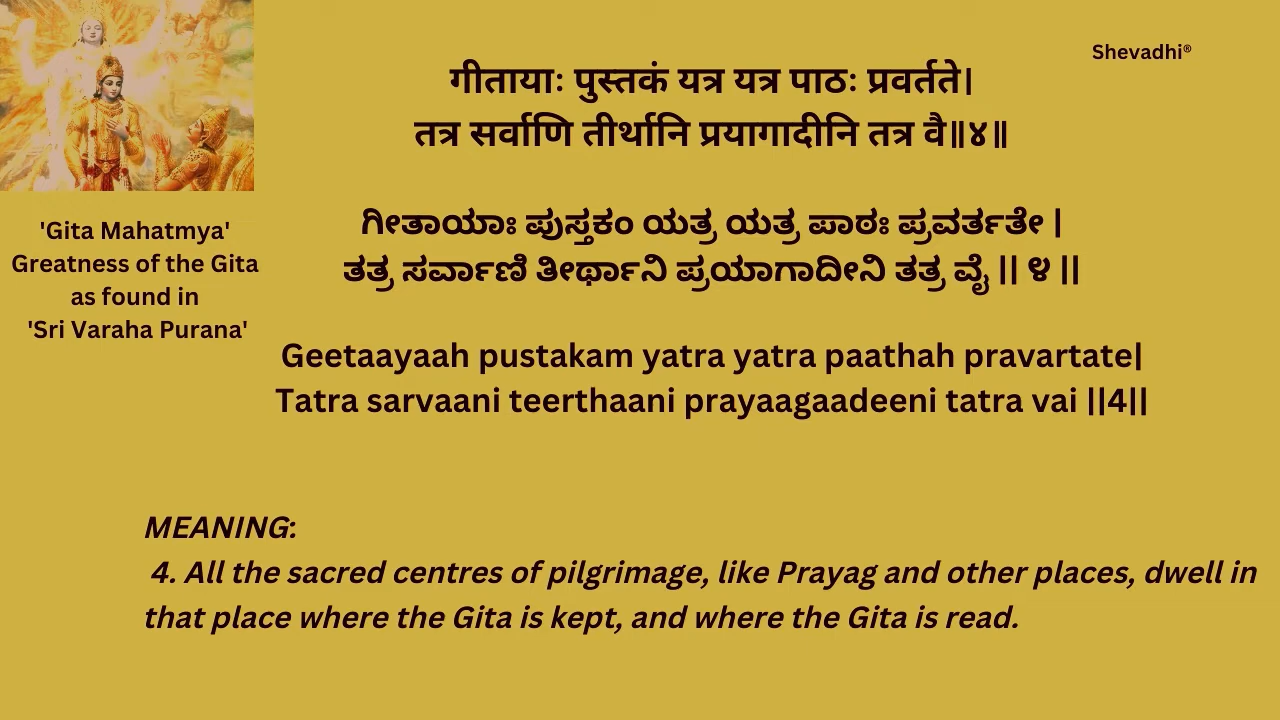 Shevadhi®
गीतायाः पुस्तकं यत्र यत्र पाठः प्रवर्तते।
तत्र सर्वाणि तीर्थानि प्रयागादीनि तत्र वै॥४॥
'Gita Mahatmya'
Greatness of the Gita
as found in
'Sri Varaha Purana'
ಗೀತಾಯಾಃ ಪುಸ್ತಕಂ ಯತ್ರ ಯತ್ರ ಪಾಠಃ ಪ್ರವರ್ತತೇ |
ತತ್ರ ಸರ್ವಾಣಿ ತೀರ್ಥಾನಿ ಪ್ರಯಾಗಾದೀನಿ ತತ್ರ ವೈ || ೪ ||
Geetaayaah pustakam yatra yatra paathah pravartate|
Tatra sarvaani teerthaani prayaagaadeeni tatra vai ||4||
MEANING:
4. All the sacred centres of pilgrimage, like Prayag and other places, dwell in
that place where the Gita is kept, and where the Gita is read.